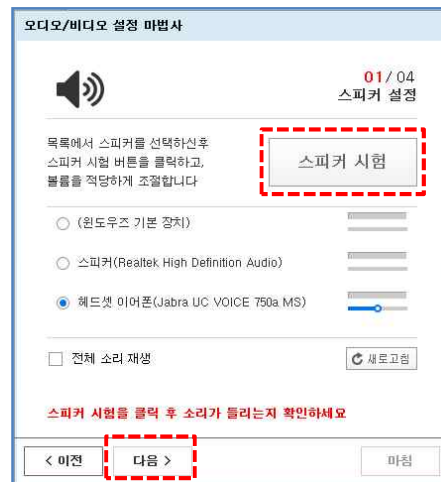 오디오/비디오 설정 마법사
01/04
스피커 설정
목록에서 스피커를 선택하신후
스피커 시험 버튼을 클릭하고,
볼륨을 적당하게 조절합니다
스피커 시험
(윈도우즈 기본 장치)
스피커(Realtek High Definition Audio)
헤드셋 이어폰(Jabra UC VOICE 750a MS)
전체 소리 재생
새로고침
스피커 시험을 클릭 후 소리가 들리는지 확인하세요
< 이전
다음 >
마침